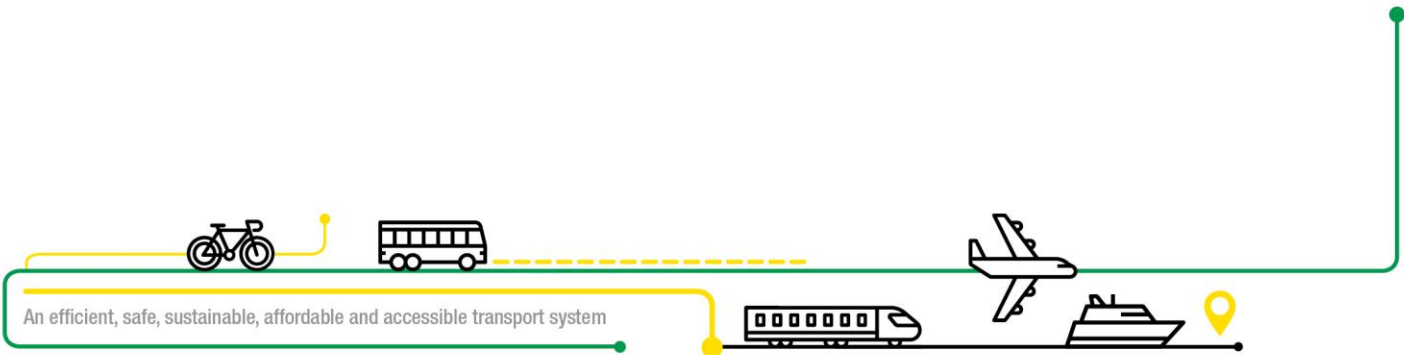 An efficient, safe, sustainable, affordable and accessible transport system